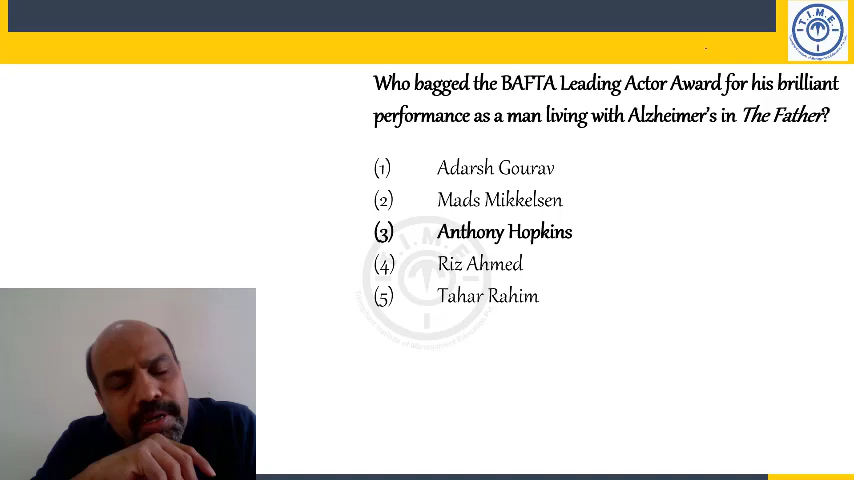 T.I.M.E.
Who bagged the BAFTA Leading Actor Award for his brilliant
performance as a man living with Alzheimer's in The Father?
(1) Adarsh Gourav
(2) Mads Mikkelsen
(3) Anthony Hopkins
(4) Riz Ahmed
(5) Tahar Rahim